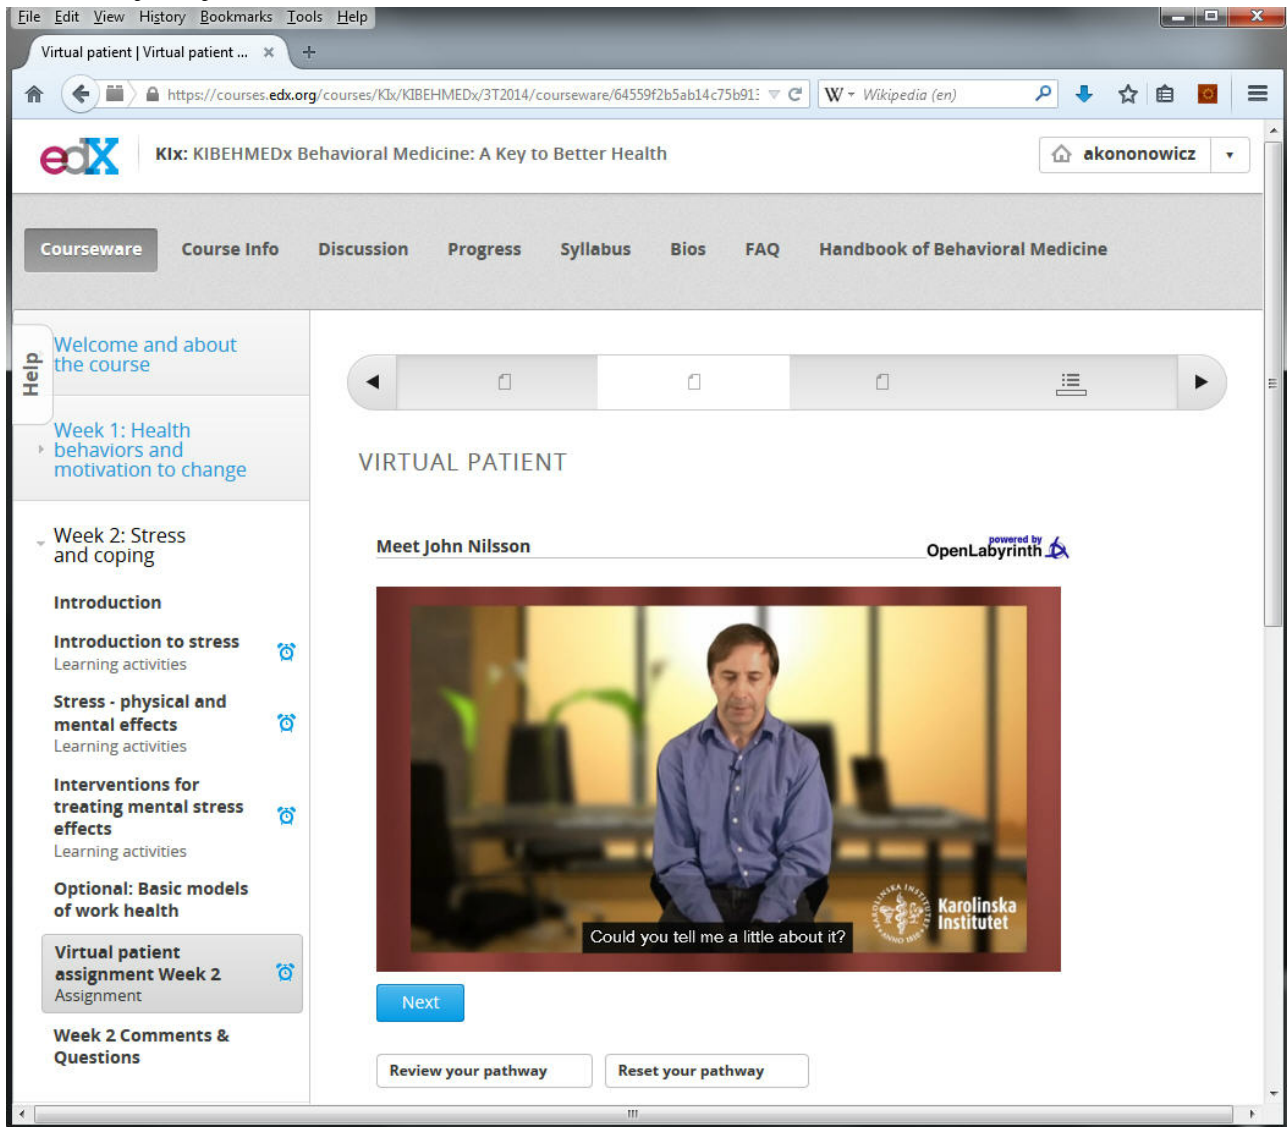 File Edit View History Bookmarks Tools Help
Virtual patient | Virtual patient ...
https://courses.edx.org/courses/KIx/KIBEHMEDx/3T2014/courseware/64559f2b5ab14c75b913
W Wikipedia (en)
edX
KIx: KIBEHMEDx Behavioral Medicine: A Key to Better Health
akononowicz
Courseware Course Info Discussion Progress Syllabus Bios FAQ Handbook of Behavioral Medicine
Help
Welcome and about
the course
Week 1: Health
behaviors and
motivation to change
Week 2: Stress
and coping
Introduction
Introduction to stress
Learning activities
Stress - physical and
mental effects
Learning activities
Interventions for
treating mental stress
effects
Learning activities
Optional: Basic models
of work health
Virtual patient
assignment Week 2
Assignment
Week 2 Comments &
Questions
VIRTUAL PATIENT
Meet John Nilsson
powered by
OpenLabyrinth
Karolinska
Institutet
KAROLINSKA INSTITUTET
ANNO 1810
Could you tell me a little about it?
Next
Review your pathway
Reset your pathway